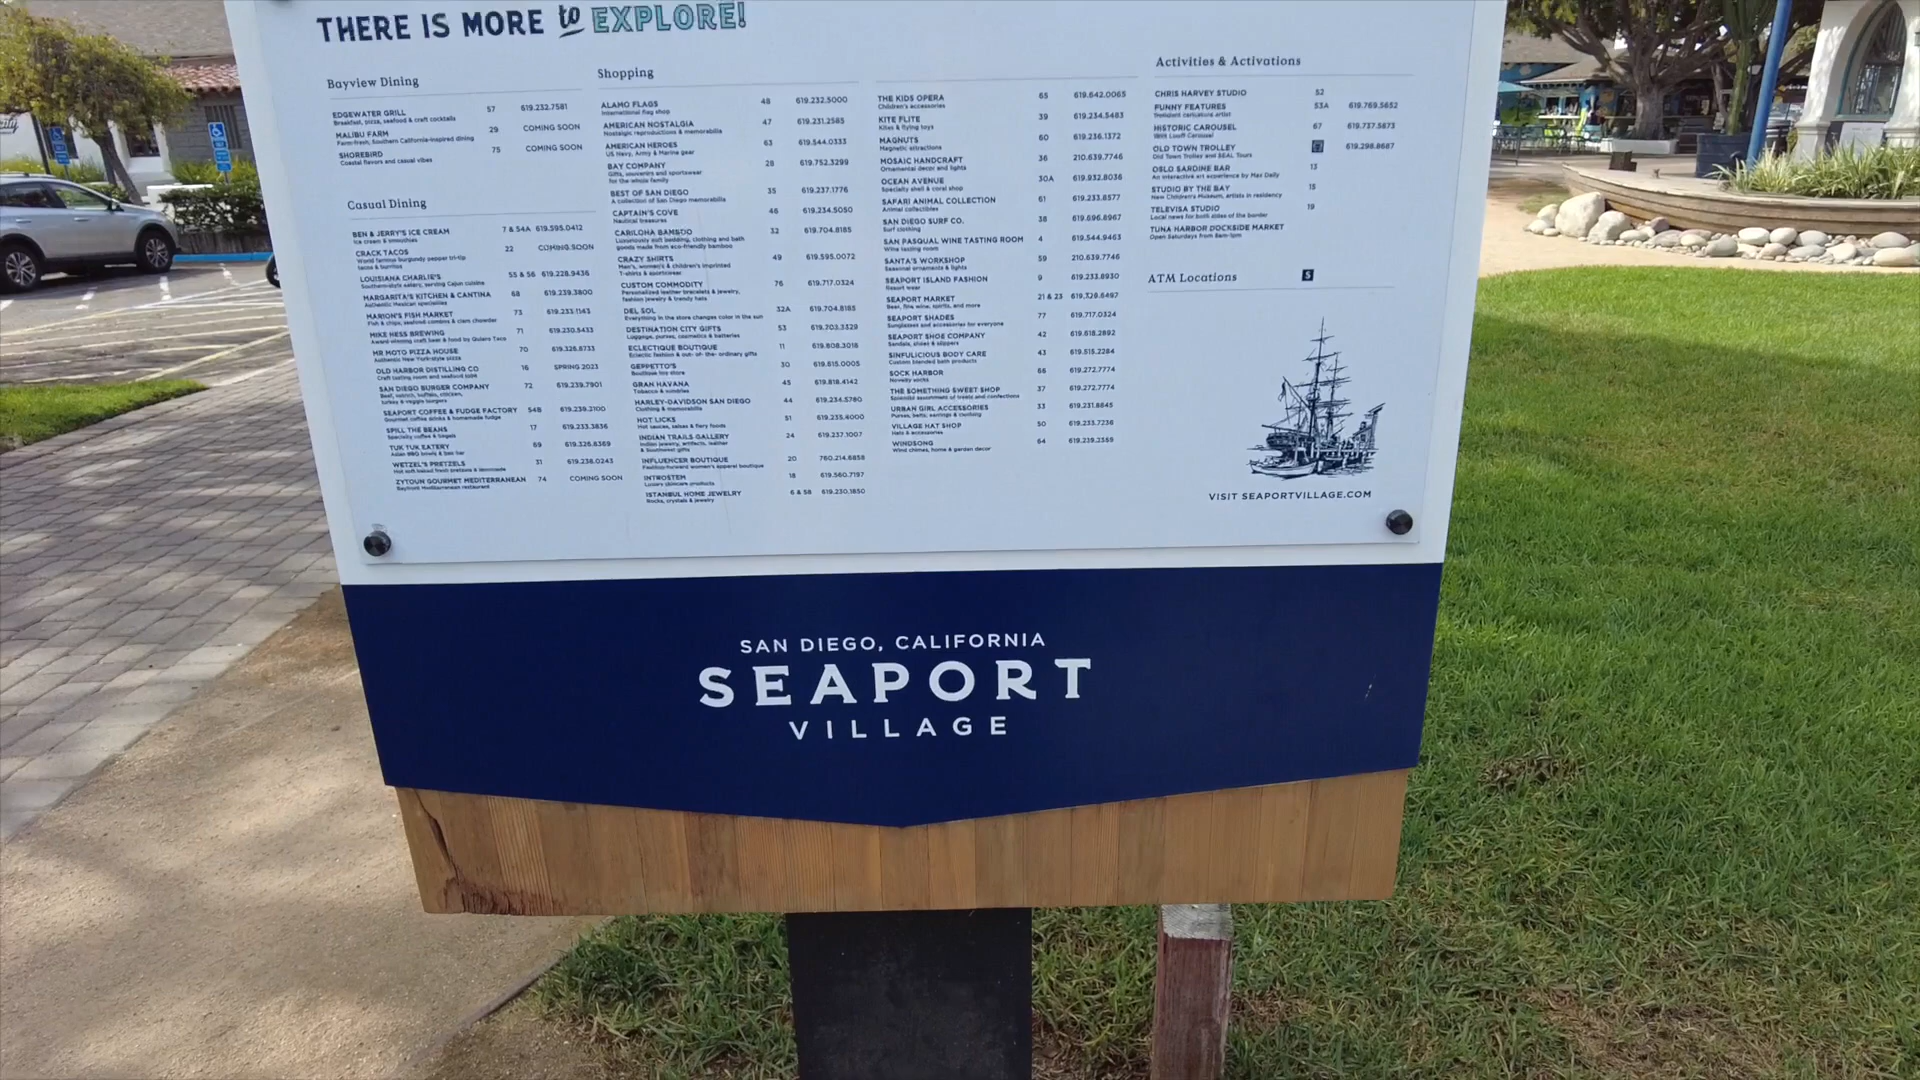 THERE IS MORE to EXPLORE!
Bayview Dining
EDGEWATER GRILL 57 619.232.7581
Breakfast, pizza, seafood & craft cocktails
MALIBU FARM 29 COMING SOON
Farm-fresh, Southern California-inspired dining
SHOREBIRD 75 COMING SOON
Coastal flavors and casual vibes
Casual Dining
BEN & JERRY'S ICE CREAM 7 & 54A 619.595.0412
Ice cream & smoothies
CRACK TACOS 22 COMING SOON
World famous burgundy pepper tri-tip
tacos & burritos
LOUISIANA CHARLIE'S 55 & 56 619.228.9436
Southern-style eatery, serving Cajun cuisine
MARGARITA'S KITCHEN & CANTINA 68 619.239.3800
Authentic Mexican specialties
MARION'S FISH MARKET 73 619.233.1143
Fish & chips, seafood combos & clam chowder
MIKE HESS BREWING 71 619.230.5433
Award-winning craft beer & food by Quiero Taco
MR MOTO PIZZA HOUSE 70 619.326.8733
Authentic New York-style pizza
OLD HARBOR DISTILLING CO 16 SPRING 2023
Craft tasting room and seafood cafe
SAN DIEGO BURGER COMPANY 72 619.239.7901
Beef, ostrich, buffalo, chicken,
turkey & veggie burgers
SEAPORT COFFEE & FUDGE FACTORY 54B 619.239.2100
Gourmet coffee drinks & homemade fudge
SPILL THE BEANS 17 619.233.3836
Specialty coffee & bagels
TUK TUK EATERY 69 619.326.8369
Asian BBQ bowls & bao bar
WETZEL'S PRETZELS 31 619.238.0243
Hot soft baked fresh pretzels & lemonade
ZYTOUN GOURMET MEDITERRANEAN 74 COMING SOON
Bayfront Mediterranean restaurant
Shopping
ALAMO FLAGS 48 619.232.5000
International flag shop
AMERICAN NOSTALGIA 47 619.231.2585
Nostalgic reproductions & memorabilia
AMERICAN HEROES 63 619.544.0333
US Navy, Army & Marine gear
BAY COMPANY 28 619.752.3299
Gifts, souvenirs and sportswear
for the whole family
BEST OF SAN DIEGO 35 619.237.1776
A collection of San Diego memorabilia
CAPTAIN'S COVE 46 619.234.5050
Nautical treasures
CARILOHA BAMBOO 32 619.704.8185
Luxuriously soft bedding, clothing and bath
goods made from eco-friendly bamboo
CRAZY SHIRTS 49 619.595.0072
Men's, women's & children's imprinted
T-shirts & sportswear
CUSTOM COMMODITY 76 619.717.0324
Personalized leather bracelets & jewelry,
fashion jewelry & trendy hats
DEL SOL 32A 619.704.8185
Everything in the store changes color in the sun
DESTINATION CITY GIFTS 53 619.703.3329
Luggage, purses, cosmetics & batteries
ECLECTIQUE BOUTIQUE 11 619.808.3018
Eclectic fashion & out-of-the-ordinary gifts
GEPPETTO'S 30 619.615.0005
Boutique toy store
GRAN HAVANA 45 619.818.4142
Tobacco & sundries
HARLEY-DAVIDSON SAN DIEGO 44 619.234.5780
Clothing & memorabilia
HOT LICKS 51 619.235.4000
Hot sauces, salsas & fiery foods
INDIAN TRAILS GALLERY 24 619.237.1007
Indian jewelry, artifacts, leather
& Southwest gifts
INFLUENCER BOUTIQUE 20 760.214.6858
Fashion-forward women's apparel boutique
INTROSTEM 18 619.560.7197
Luxury skincare products
ISTANBUL HOME JEWELRY 6 & 58 619.230.1850
Rocks, crystals & jewelry
THE KIDS OPERA 65 619.642.0065
Children's accessories
KITE FLITE 39 619.234.5483
Kites & flying toys
MAGNUTS 60 619.236.1372
Magnetic attractions
MOSAIC HANDCRAFT 36 210.639.7746
Ornamental decor and lights
OCEAN AVENUE 30A 619.932.8036
Specialty shell & coral shop
SAFARI ANIMAL COLLECTION 61 619.233.8577
Animal collectibles
SAN DIEGO SURF CO. 38 619.696.8967
Surf clothing
SAN PASQUAL WINE TASTING ROOM 4 619.544.9463
Wine tasting room
SANTA'S WORKSHOP 59 210.639.7746
Seasonal ornaments & lights
SEAPORT ISLAND FASHION 9 619.233.8930
Resort wear
SEAPORT MARKET 21 & 23 619.329.6497
Beer, fine wine, spirits, and more
SEAPORT SHADES 77 619.717.0324
Sunglasses and accessories for everyone
SEAPORT SHOE COMPANY 42 619.618.2892
Sandals, shoes & slippers
SINFULICIOUS BODY CARE 43 619.515.2284
Custom blended bath products
SOCK HARBOR 66 619.272.7774
Novelty socks
THE SOMETHING SWEET SHOP 37 619.272.7774
Splendid assortment of treats and confections
URBAN GIRL ACCESSORIES 33 619.231.8845
Purses, belts, earrings & clothing
VILLAGE HAT SHOP 50 619.233.7236
Hats & accessories
WINDSONG 64 619.239.2359
Wind chimes, home & garden decor
Activities & Activations
CHRIS HARVEY STUDIO 52
FUNNY FEATURES 53A 619.769.5652
Resident caricature artist
HISTORIC CAROUSEL 67 619.737.5873
1895 Looff Carousel
OLD TOWN TROLLEY 619.298.8687
Old Town Trolley and SEAL Tours
OSLO SARDINE BAR 13
An interactive art experience by Max Daily
STUDIO BY THE BAY 15
New Children's Museum, artists in residency
TELEVISA STUDIO 19
Local news for both sides of the border
TUNA HARBOR DOCKSIDE MARKET
Open Saturdays from 8am-1pm
ATM Locations $
VISIT SEAPORTVILLAGE.COM
SAN DIEGO, CALIFORNIA
SEAPORT
VILLAGE